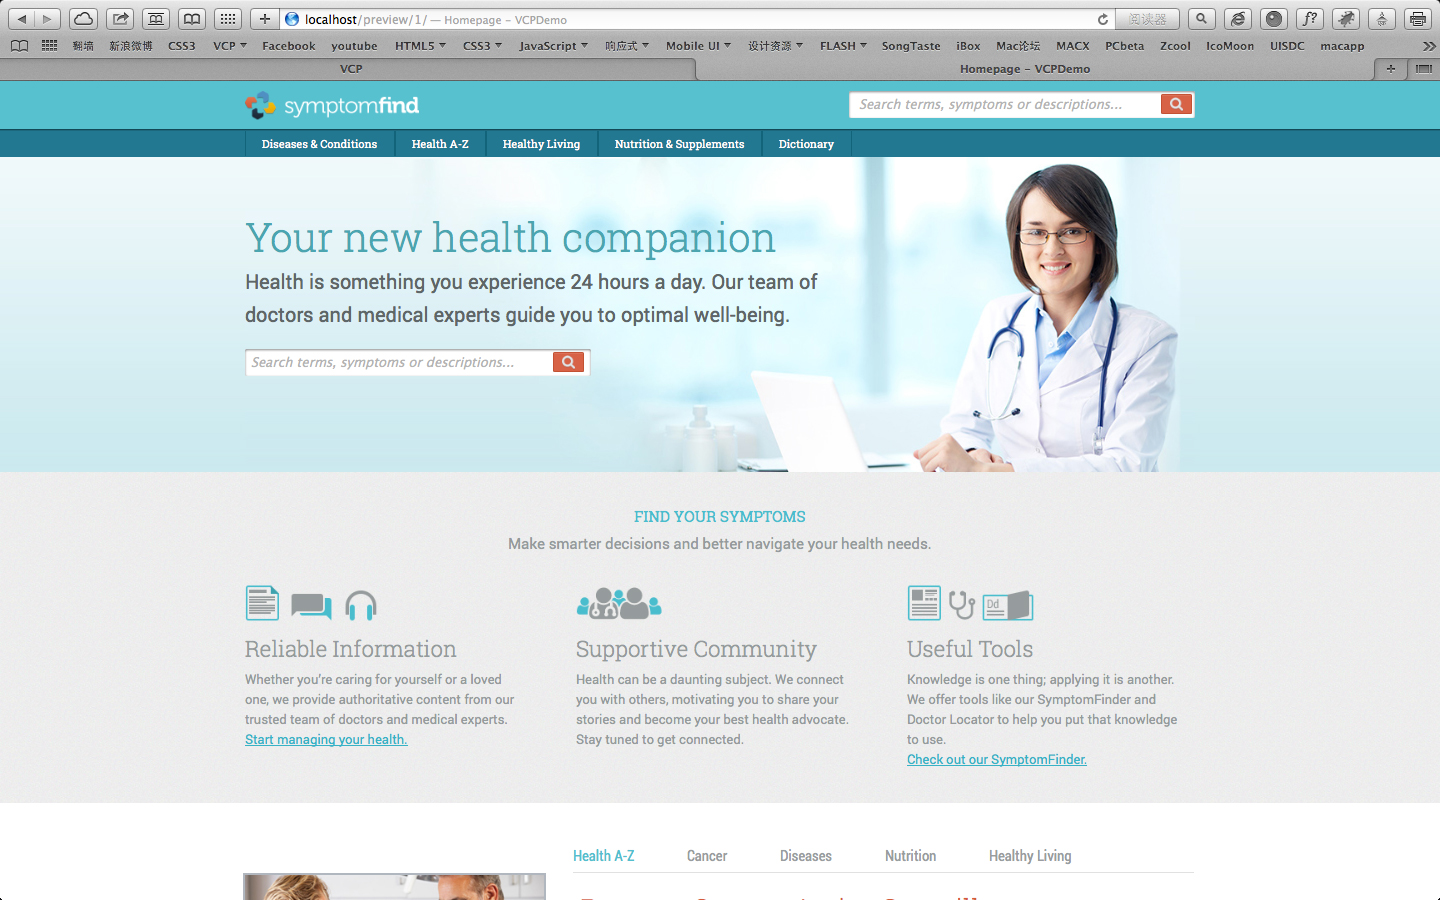 localhost/preview/1/ — Homepage – VCPDemo
阅读器
翻墙 新浪微博 CSS3 VCP Facebook youtube HTML5 CSS3 JavaScript 响应式 Mobile UI 设计资源 FLASH SongTaste iBox Mac论坛 MACX PCbeta Zcool IcoMoon UISDC macapp
VCP
Homepage – VCPDemo
symptomfind
Search terms, symptoms or descriptions...
Diseases & Conditions Health A-Z Healthy Living Nutrition & Supplements Dictionary
Your new health companion
Health is something you experience 24 hours a day. Our team of
doctors and medical experts guide you to optimal well-being.
Search terms, symptoms or descriptions...
FIND YOUR SYMPTOMS
Make smarter decisions and better navigate your health needs.
Reliable Information
Whether you’re caring for yourself or a loved
one, we provide authoritative content from our
trusted team of doctors and medical experts.
Start managing your health.
Supportive Community
Health can be a daunting subject. We connect
you with others, motivating you to share your
stories and become your best health advocate.
Stay tuned to get connected.
Dd
Useful Tools
Knowledge is one thing; applying it is another.
We offer tools like our SymptomFinder and
Doctor Locator to help you put that knowledge
to use.
Check out our SymptomFinder.
Health A-Z Cancer Diseases Nutrition Healthy Living